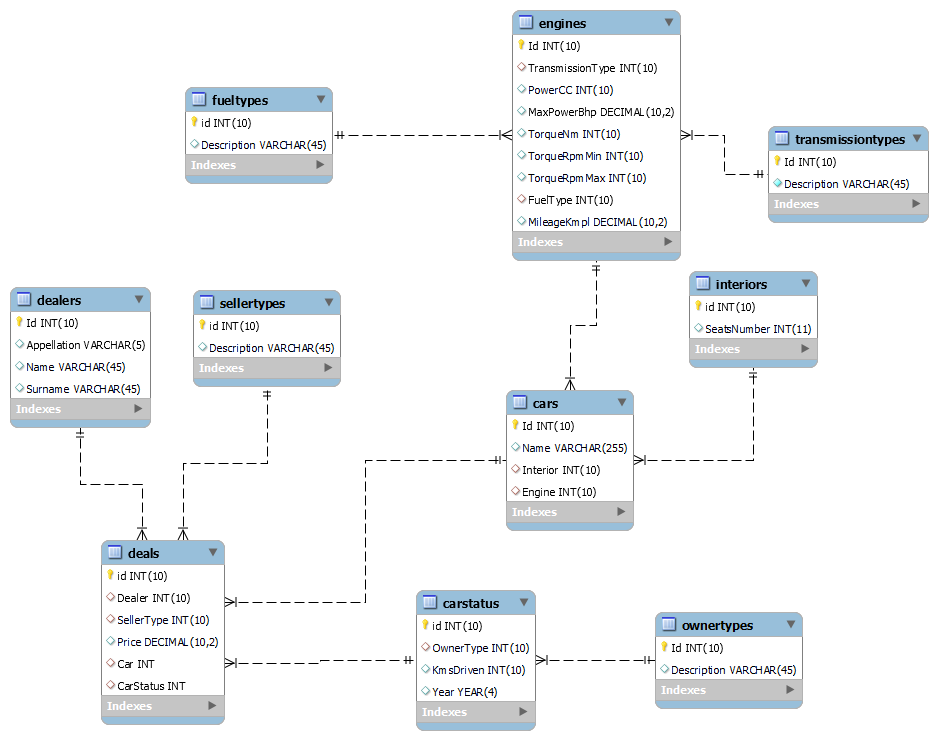 engines
Id INT(10)
TransmissionType INT(10)
PowerCC INT(10)
MaxPowerBhp DECIMAL(10,2)
TorqueNm INT(10)
TorqueRpmMin INT(10)
TorqueRpmMax INT(10)
FuelType INT(10)
MileageKmpl DECIMAL(10,2)
Indexes
fueltypes
id INT(10)
Description VARCHAR(45)
Indexes
transmissiontypes
Id INT(10)
Description VARCHAR(45)
Indexes
dealers
Id INT(10)
Appellation VARCHAR(5)
Name VARCHAR(45)
Surname VARCHAR(45)
Indexes
sellertypes
id INT(10)
Description VARCHAR(45)
Indexes
interiors
id INT(10)
SeatsNumber INT(11)
Indexes
cars
Id INT(10)
Name VARCHAR(255)
Interior INT(10)
Engine INT(10)
Indexes
deals
id INT(10)
Dealer INT(10)
SellerType INT(10)
Price DECIMAL(10,2)
Car INT
CarStatus INT
Indexes
carstatus
id INT(10)
OwnerType INT(10)
KmsDriven INT(10)
Year YEAR(4)
Indexes
ownertypes
Id INT(10)
Description VARCHAR(45)
Indexes